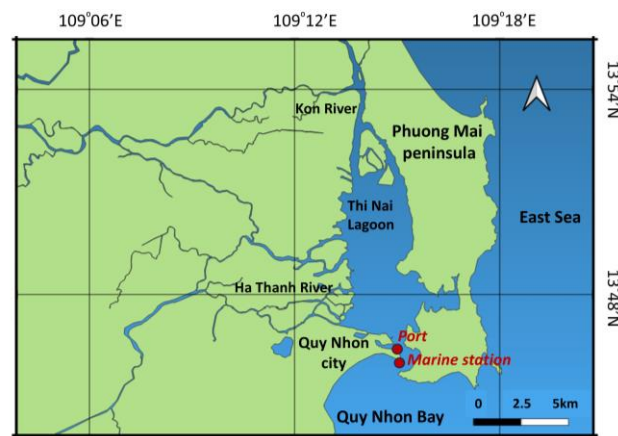 109°06'E
109°12'E
109°18'E
13°54'N
Kon River
Phuong Mai
peninsula
Thi Nai
Lagoon
East Sea
Ha Thanh River
13°48'N
Quy Nhon
city
Port
Marine station
0 2.5 5km
Quy Nhon Bay